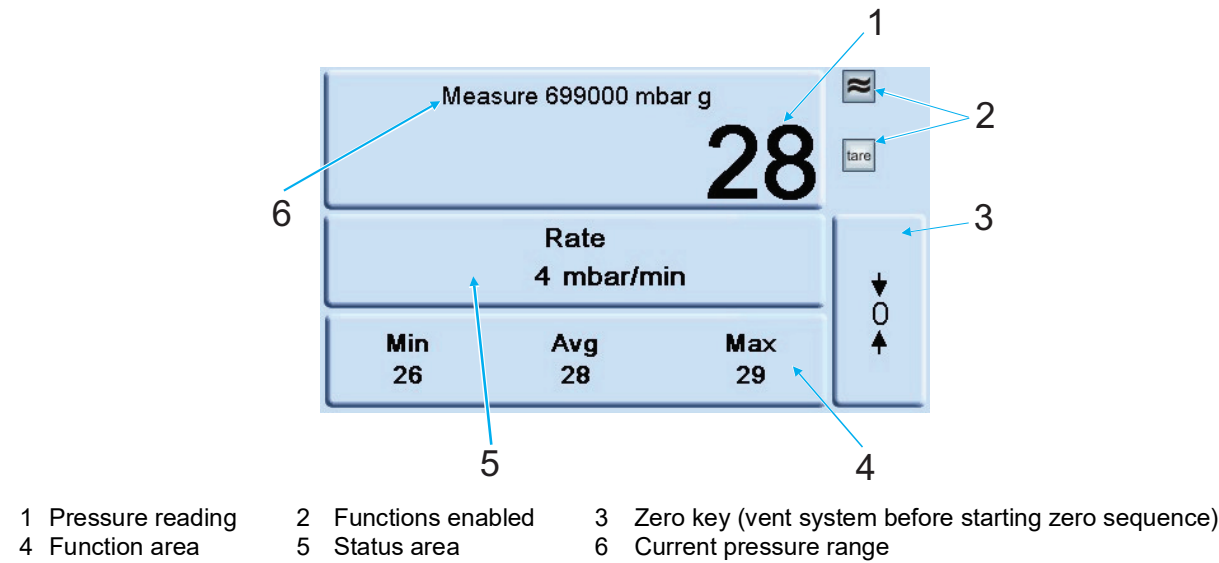 1
Measure 699000 mbar g
≈
2
28
tare
6
3
Rate
4 mbar/min
0
Min Avg Max
26 28 29
5
4
1 Pressure reading 2 Functions enabled 3 Zero key (vent system before starting zero sequence)
4 Function area 5 Status area 6 Current pressure range